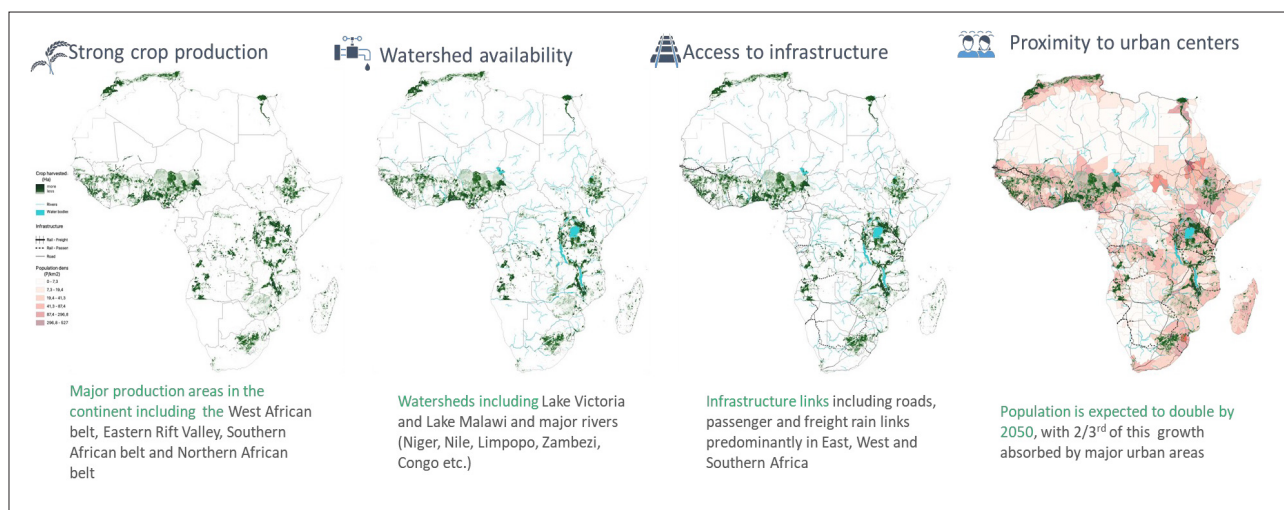 Strong crop production
Watershed availability
Access to infrastructure
Proximity to urban centers
Crop harvested
(Ha)
more
less
Rivers
Water bodies
Infrastructure
Rail - Freight
Rail - Passen
Road
Population dens
(P/km2)
0 - 7,3
7,3 - 19,4
19,4 - 41,3
41,3 - 87,4
87,4 - 296,8
296,8 - 527
Major production areas in the
continent including the West African
belt, Eastern Rift Valley, Southern
African belt and Northern African
belt
Watersheds including Lake Victoria
and Lake Malawi and major rivers
(Niger, Nile, Limpopo, Zambezi,
Congo etc.)
Infrastructure links including roads,
passenger and freight rain links
predominantly in East, West and
Southern Africa
Population is expected to double by
2050, with 2/3rd of this growth
absorbed by major urban areas